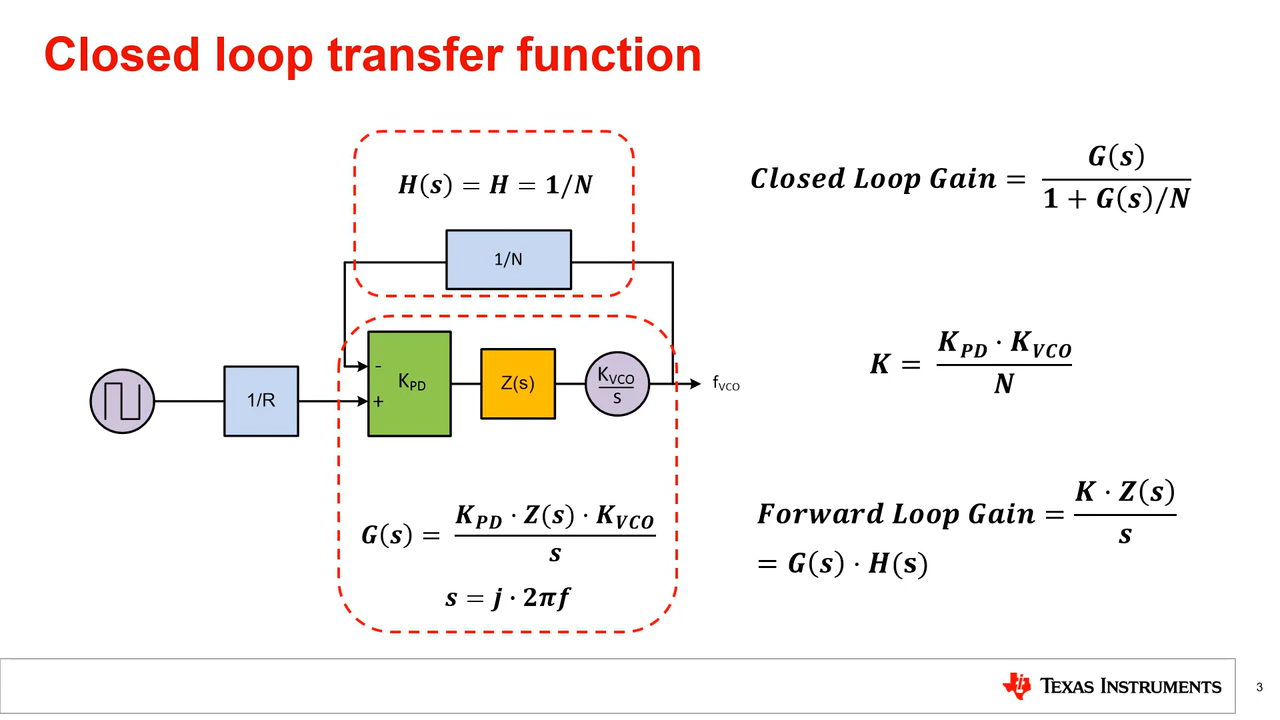 Closed loop transfer function
H(s) = H = 1/N
1/N
1/R
-
+
K_PD
Z(s)
K_VCO
s
f_VCO
G(s) = K_PD · Z(s) · K_VCO / s
s = j · 2πf
Closed Loop Gain = G(s) / 1 + G(s)/N
K = K_PD · K_VCO / N
Forward Loop Gain = K · Z(s) / s
= G(s) · H(s)
TEXAS INSTRUMENTS
3